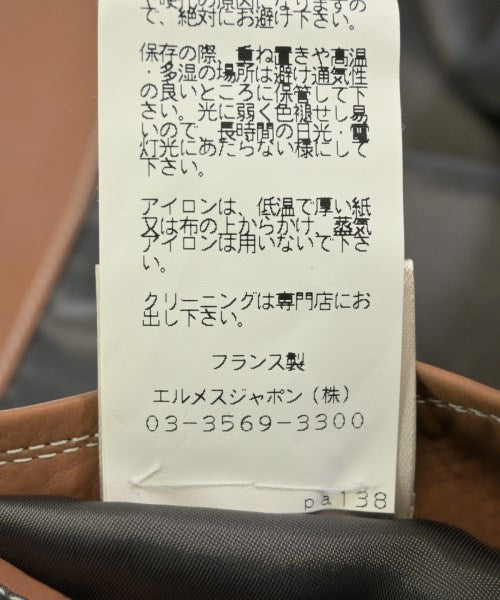 で、絶対にお避け下さい。
保存の際、重ね置きや高温
・多湿の場所は避け通気性
の良いところに保管して下
さい。光に弱く色褪せし易
いので、長時間の日光・電
灯光にあたらない様にして
下さい。
アイロンは、低温で厚い紙
又は布の上からかけ、蒸気
アイロンは用いないで下さ
い。
クリーニングは専門店にお
出し下さい。
フランス製
エルメスジャポン（株）
03-3569-3300
pa138